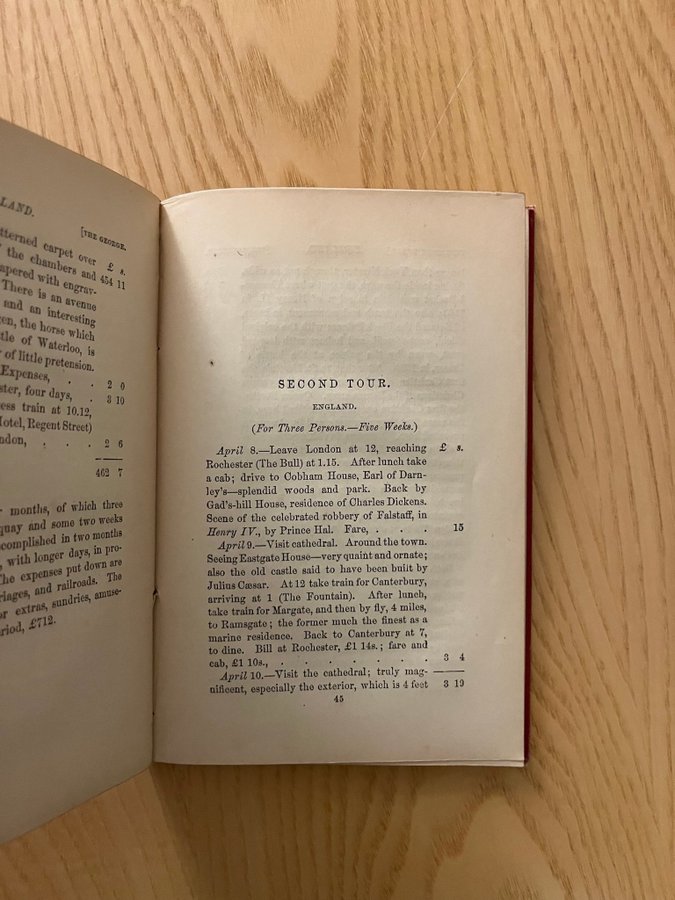 LAND.
[THE GEORGE.
tterned carpet over £ s.
the chambers and 454 11
apered with engrav-
There is an avenue
and an interesting
en, the horse which
tle of Waterloo, is
of little pretension.
Expenses, . . 2 0
ster, four days, . 3 10
ess train at 10.12,
otel, Regent Street)
ndon, . . . 2 6
462 7
months, of which three
quay and some two weeks
ccomplished in two months
, with longer days, in pro-
The expenses put down are
riages, and railroads. The
or extras, sundries, amuse-
eriod, £712.
SECOND TOUR.
ENGLAND.
(For Three Persons.—Five Weeks.)
April 8.—Leave London at 12, reaching £ s.
Rochester (The Bull) at 1.15. After lunch take
a cab; drive to Cobham House, Earl of Darn-
ley's—splendid woods and park. Back by
Gad's-hill House, residence of Charles Dickens.
Scene of the celebrated robbery of Falstaff, in
Henry IV., by Prince Hal. Fare, . . . 15
April 9.—Visit cathedral. Around the town.
Seeing Eastgate House—very quaint and ornate;
also the old castle said to have been built by
Julius Cæsar. At 12 take train for Canterbury,
arriving at 1 (The Fountain). After lunch,
take train for Margate, and then by fly, 4 miles,
to Ramsgate; the former much the finest as a
marine residence. Back to Canterbury at 7,
to dine. Bill at Rochester, £1 14s.; fare and
cab, £1 10s., . . . . . . . 3 4
April 10.—Visit the cathedral; truly mag-
nificent, especially the exterior, which is 4 feet 3 19
45